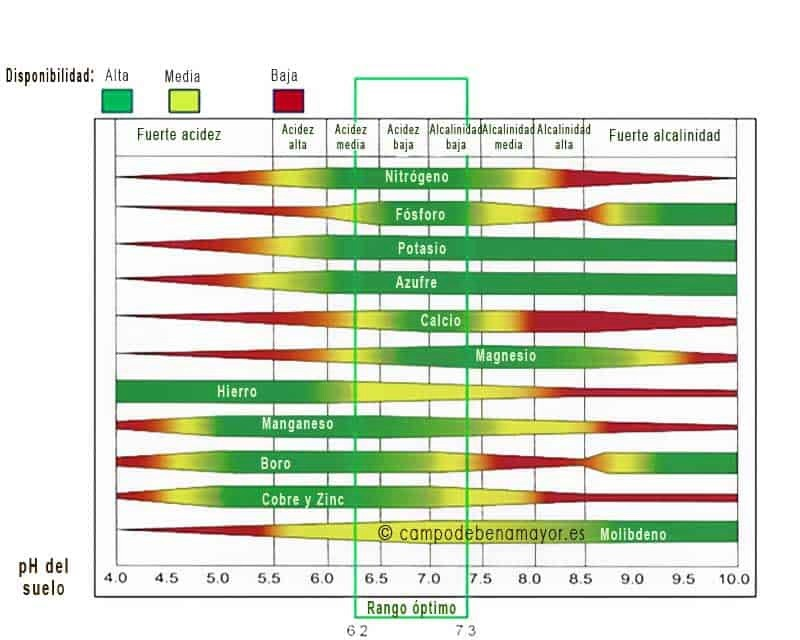 Disponibilidad:
Alta
Media
Baja
Fuerte acidez
Acidez
alta
Acidez
media
Acidez
baja
Alcalinidad
baja
Alcalinidad
media
Alcalinidad
alta
Fuerte alcalinidad
Nitrógeno
Fósforo
Potasio
Azufre
Calcio
Magnesio
Hierro
Manganeso
Boro
Cobre y Zinc
© campodebenamayor.es
Molibdeno
pH del
suelo
4.0 4.5 5.0 5.5 6.0 6.5 7.0 7.5 8.0 8.5 9.0 9.5 10.0
Rango óptimo
6 2 7 3